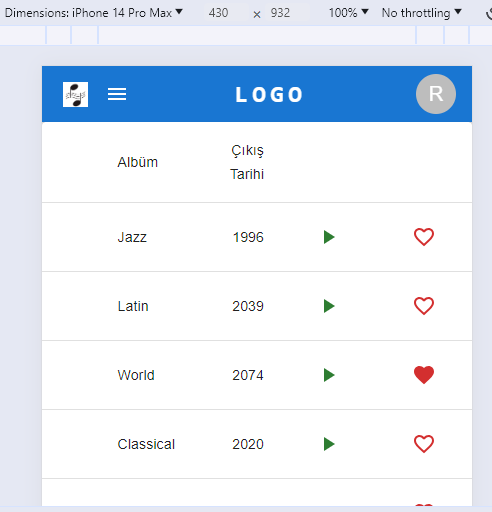 Dimensions: iPhone 14 Pro Max ▼ 430 × 932 100% ▼ No throttling ▼
LOGO R
Albüm Çıkış
Tarihi
Jazz 1996
Latin 2039
World 2074
Classical 2020